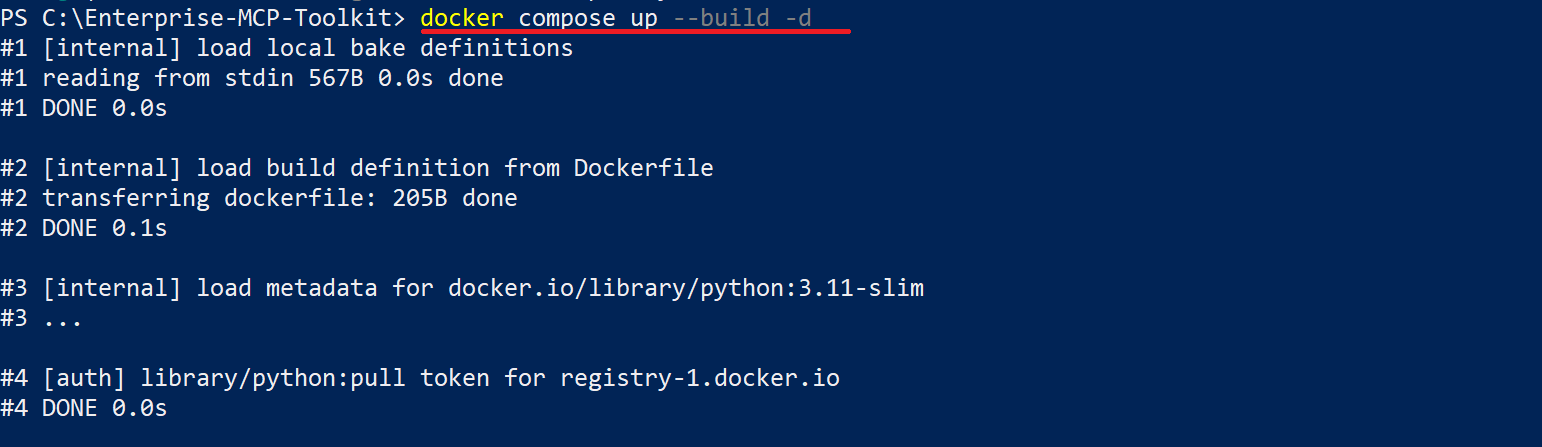 PS C:\Enterprise-MCP-Toolkit> docker compose up --build -d
#1 [internal] load local bake definitions
#1 reading from stdin 567B 0.0s done
#1 DONE 0.0s
#2 [internal] load build definition from Dockerfile
#2 transferring dockerfile: 205B done
#2 DONE 0.1s
#3 [internal] load metadata for docker.io/library/python:3.11-slim
#3 ...
#4 [auth] library/python:pull token for registry-1.docker.io
#4 DONE 0.0s